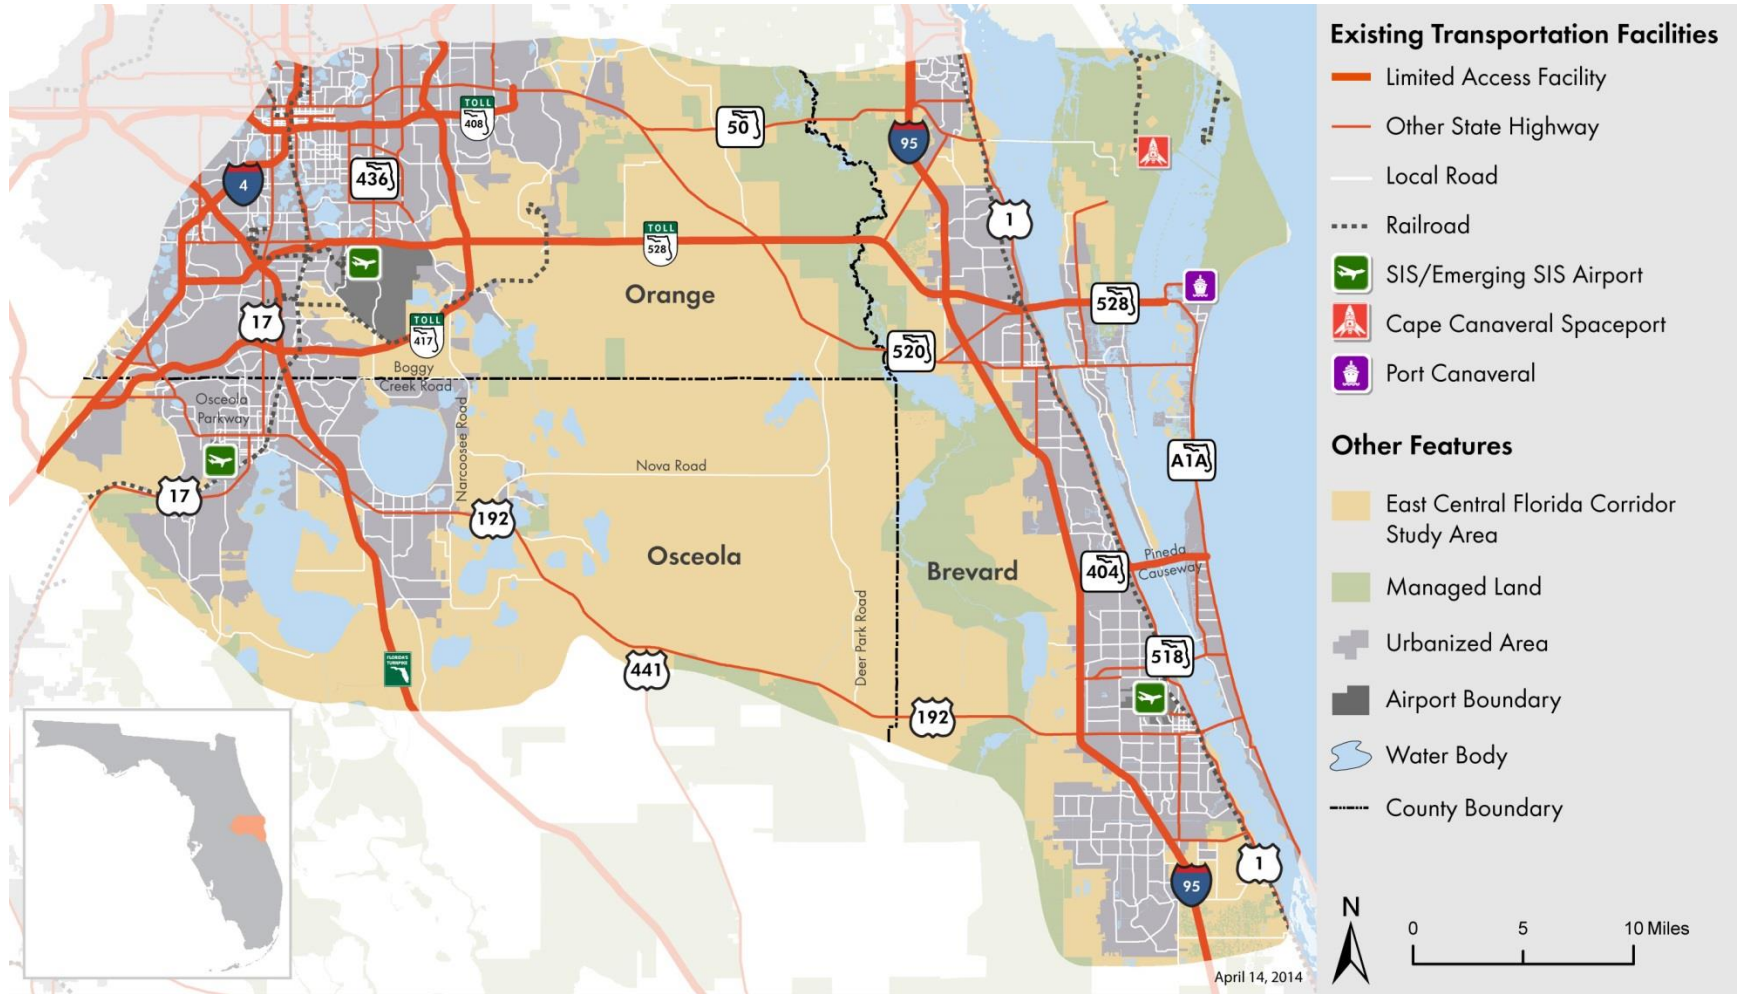 TOLL
408
50
95
4
436
1
TOLL
528
Orange
17
TOLL
417
528
520
Boggy
Creek Road
Osceola
Parkway
Narcoossee Road
Nova Road
A1A
17
192
Osceola
Brevard
404
Pineda
Causeway
Deer Park Road
FLORIDA'S
TURNPIKE
441
518
192
1
95
April 14, 2014
Existing Transportation Facilities
Limited Access Facility
Other State Highway
Local Road
Railroad
SIS/Emerging SIS Airport
Cape Canaveral Spaceport
Port Canaveral
Other Features
East Central Florida Corridor
Study Area
Managed Land
Urbanized Area
Airport Boundary
Water Body
County Boundary
N
0 5 10 Miles